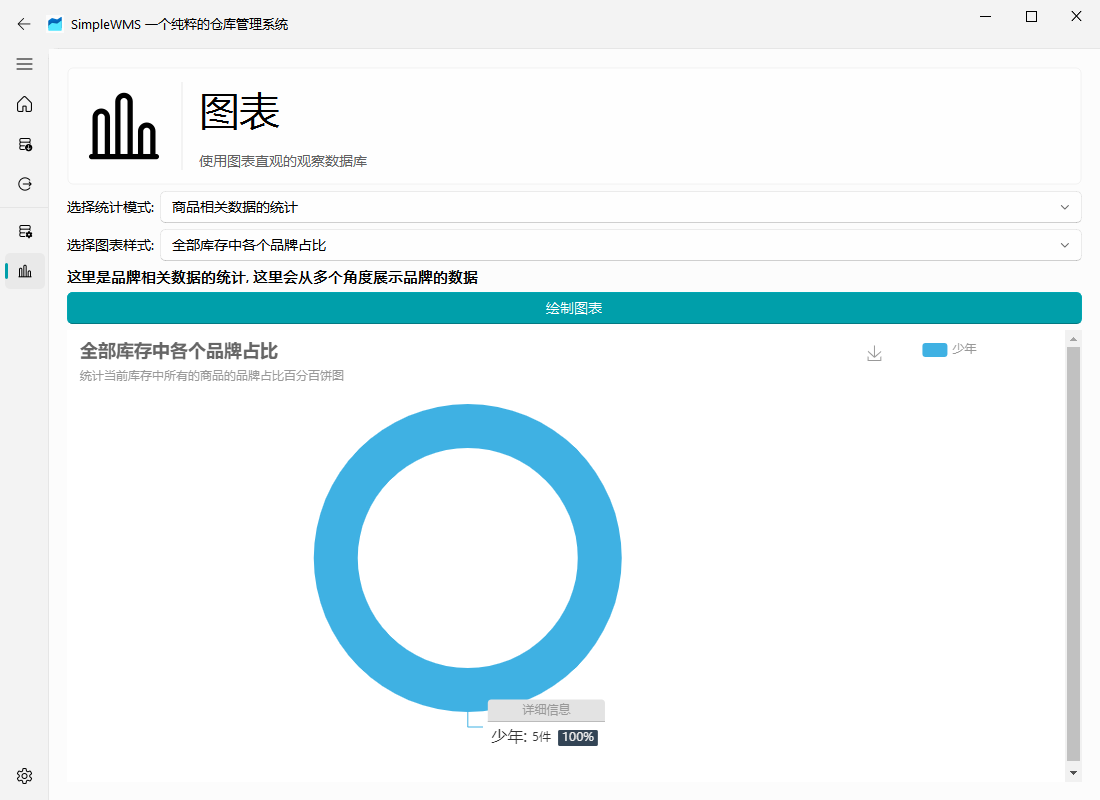 SimpleWMS 一个纯粹的仓库管理系统
图表
使用图表直观的观察数据库
选择统计模式: 商品相关数据的统计
选择图表样式: 全部库存中各个品牌占比
这里是品牌相关数据的统计, 这里会从多个角度展示品牌的数据
绘制图表
全部库存中各个品牌占比
少年
统计当前库存中所有的商品的品牌占比百分百饼图
详细信息
少年: 5件 100%